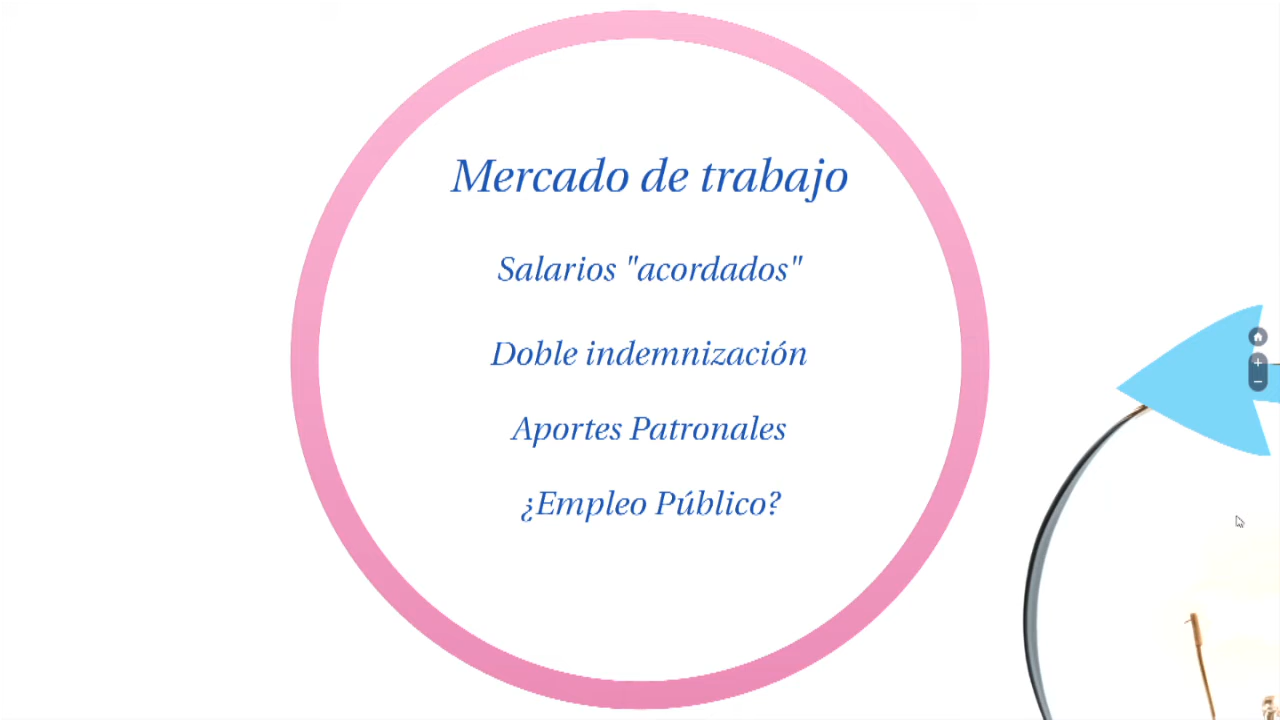 Mercado de trabajo
Salarios "acordados"
Doble indemnización
Aportes Patronales
¿Empleo Público?